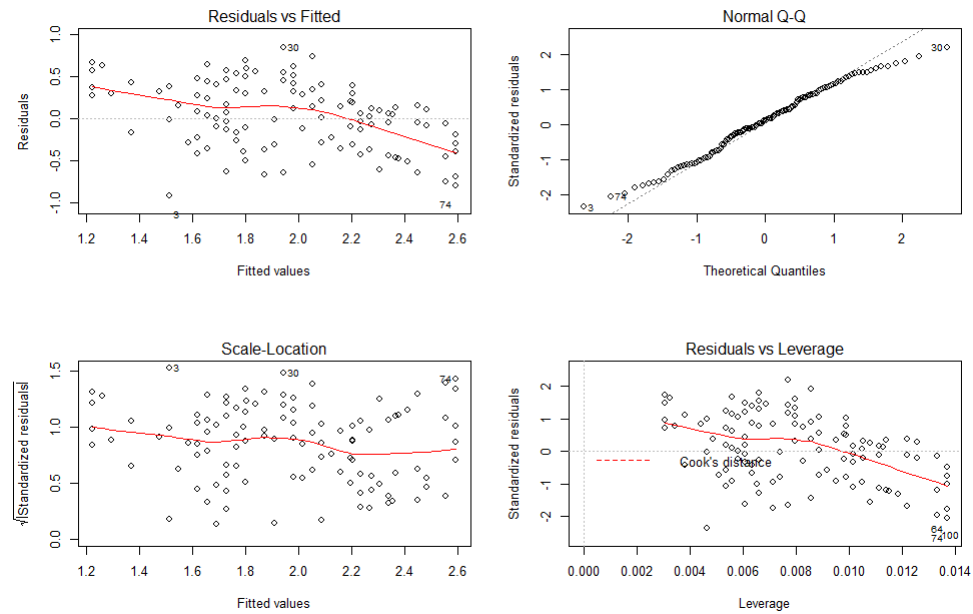 Residuals vs Fitted
Residuals
1.0
0.5
0.0
-0.5
-1.0
30
3
74
1.2 1.4 1.6 1.8 2.0 2.2 2.4 2.6
Fitted values
Normal Q-Q
Standardized residuals
2
1
0
-1
-2
30
74
3
-2 -1 0 1 2
Theoretical Quantiles
Scale-Location
√|Standardized residuals|
1.5
1.0
0.5
0.0
3
30
74
1.2 1.4 1.6 1.8 2.0 2.2 2.4 2.6
Fitted values
Residuals vs Leverage
Standardized residuals
2
1
0
-1
-2
Cook's distance
64
74
100
0.000 0.002 0.004 0.006 0.008 0.010 0.012 0.014
Leverage